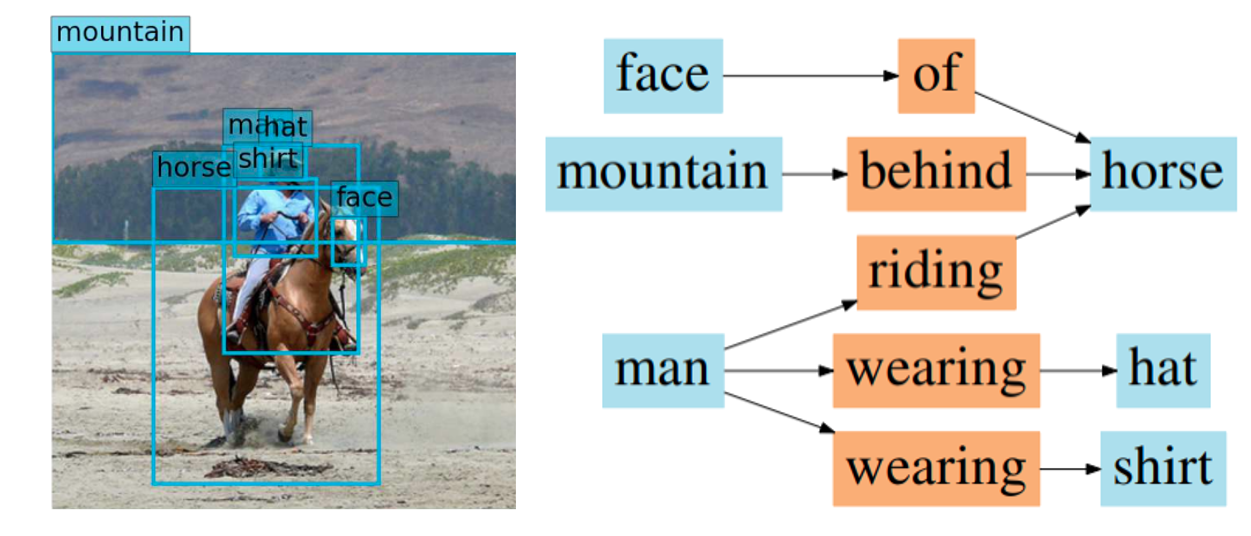 mountain
man
hat
shirt
horse
face
face of
mountain behind horse
riding
man wearing hat
wearing shirt